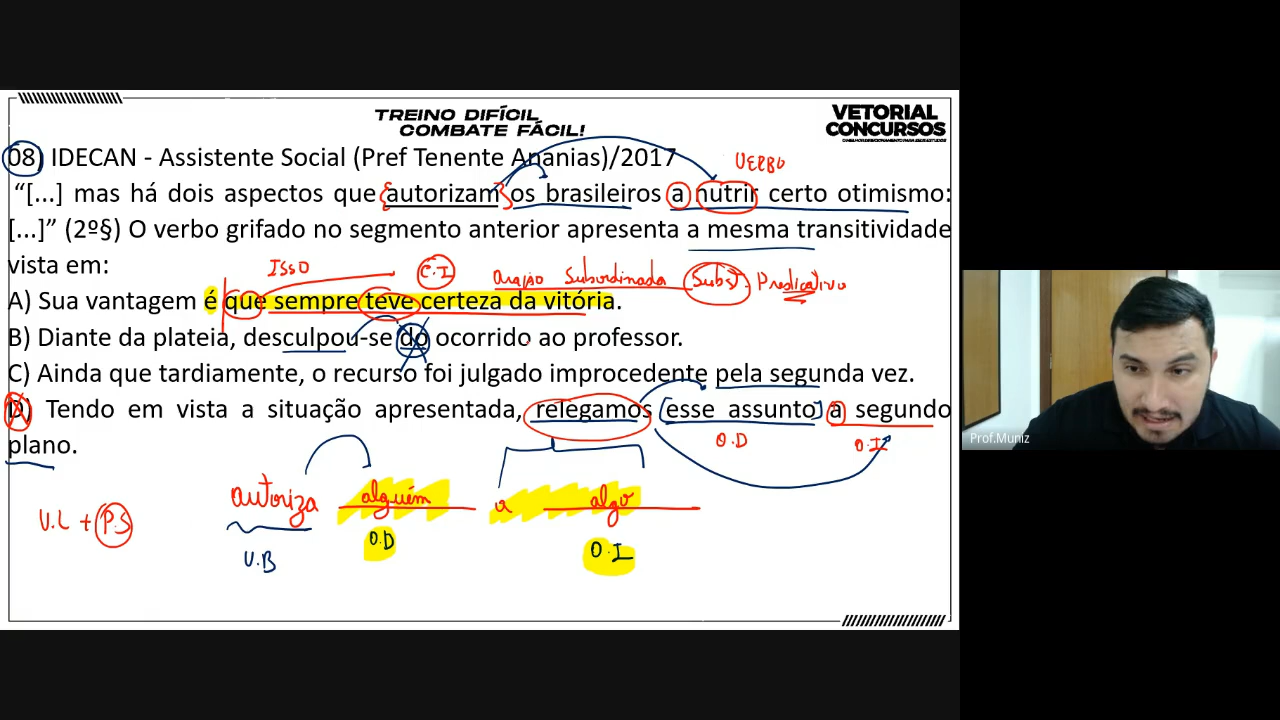 TREINO DIFÍCIL
COMBATE FÁCIL!
VETORIAL
CONCURSOS
08) IDECAN - Assistente Social (Pref Tenente Ananias)/2017
VERBO
“[...] mas há dois aspectos que autorizam os brasileiros a nutrir certo otimismo:
[...]” (2º§) O verbo grifado no segmento anterior apresenta a mesma transitividade
vista em:
ISSO
Oração Subordinada Subst. Predicativo
A) Sua vantagem é que sempre teve certeza da vitória.
B) Diante da plateia, desculpou-se do ocorrido ao professor.
C) Ainda que tardiamente, o recurso foi julgado improcedente pela segunda vez.
D) Tendo em vista a situação apresentada, relegamos esse assunto a segundo
plano.
O.D
O.I
autoriza alguém a algo
V.L + P.S
V.B
O.D
O.I
Prof.Muniz